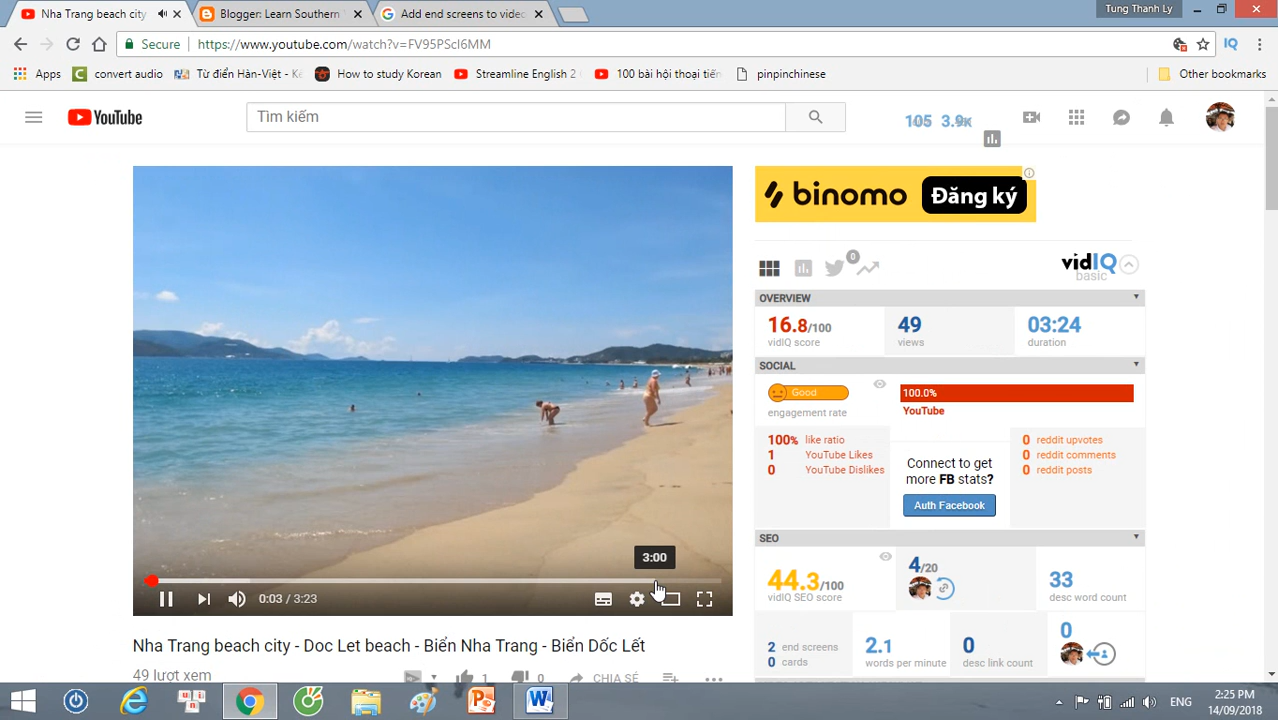 Nha Trang beach city
Blogger: Learn Southern
Add end screens to video
Tung Thanh Ly
Secure
https://www.youtube.com/watch?v=FV95PScI6MM
IQ
Apps
convert audio
Từ điển Hàn-Việt - Kế
How to study Korean
Streamline English 2
100 bài hội thoại tiế
pinpinchinese
Other bookmarks
YouTube
Tìm kiếm
105 3.9K
binomo
Đăng ký
0
vidIQ
basic
OVERVIEW
16.8/100
vidIQ score
49
views
03:24
duration
SOCIAL
Good
engagement rate
100.0%
YouTube
100% like ratio
1 YouTube Likes
0 YouTube Dislikes
Connect to get
more FB stats?
Auth Facebook
0 reddit upvotes
0 reddit comments
0 reddit posts
SEO
44.3/100
vidIQ SEO score
4/20
33
desc word count
2 end screens
0 cards
2.1
words per minute
0
desc link count
0
3:00
0:03 / 3:23
Nha Trang beach city - Doc Let beach - Biển Nha Trang - Biển Dốc Lết
49 lượt xem
1
0
CHIA SẺ
ENG
2:25 PM
14/09/2018